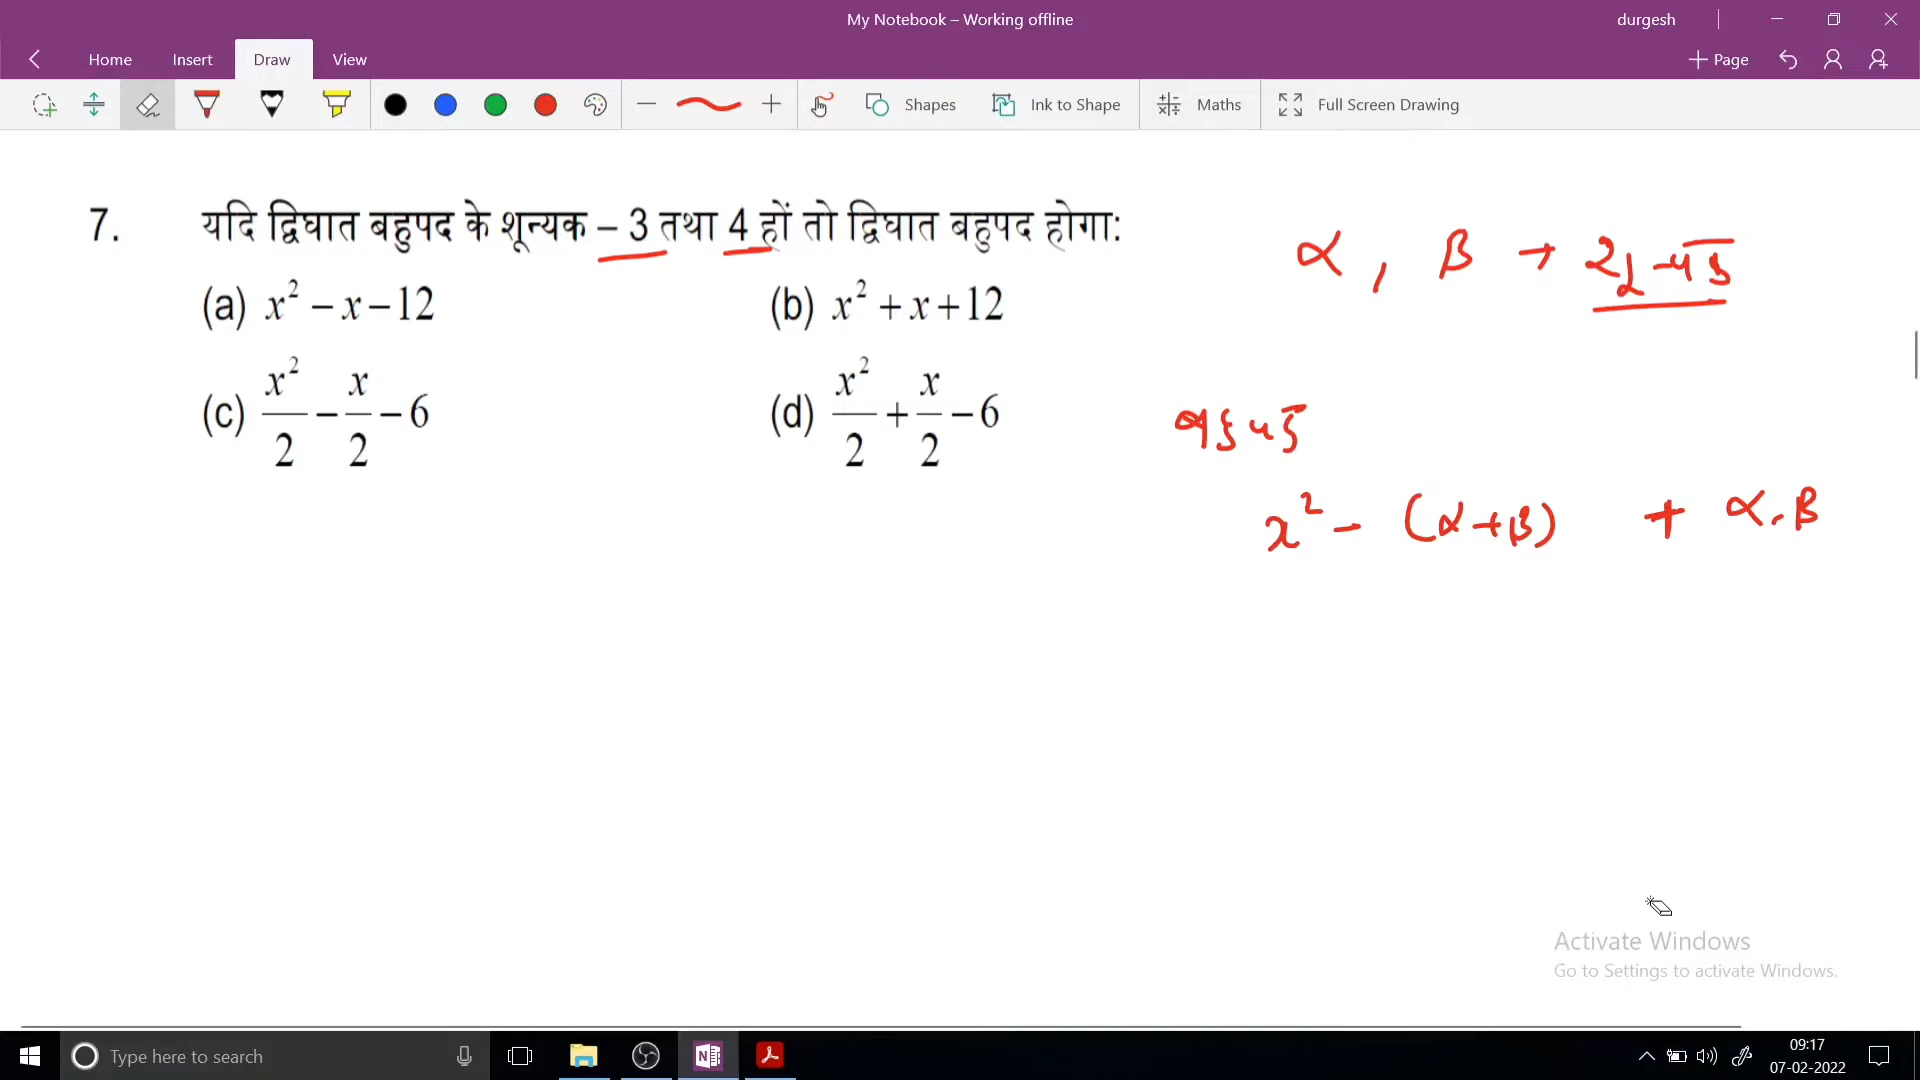 My Notebook – Working offline
durgesh
Home Insert Draw View
Page
Shapes Ink to Shape Maths Full Screen Drawing
7. यदि द्विघात बहुपद के शून्यक – 3 तथा 4 हों तो द्विघात बहुपद होगा:
(a) x² – x – 12 (b) x² + x + 12
(c) x²/2 – x/2 – 6 (d) x²/2 + x/2 – 6
α , β →
x² – (α+β) + α.β
Activate Windows
Go to Settings to activate Windows.
Type here to search
09:17
07-02-2022